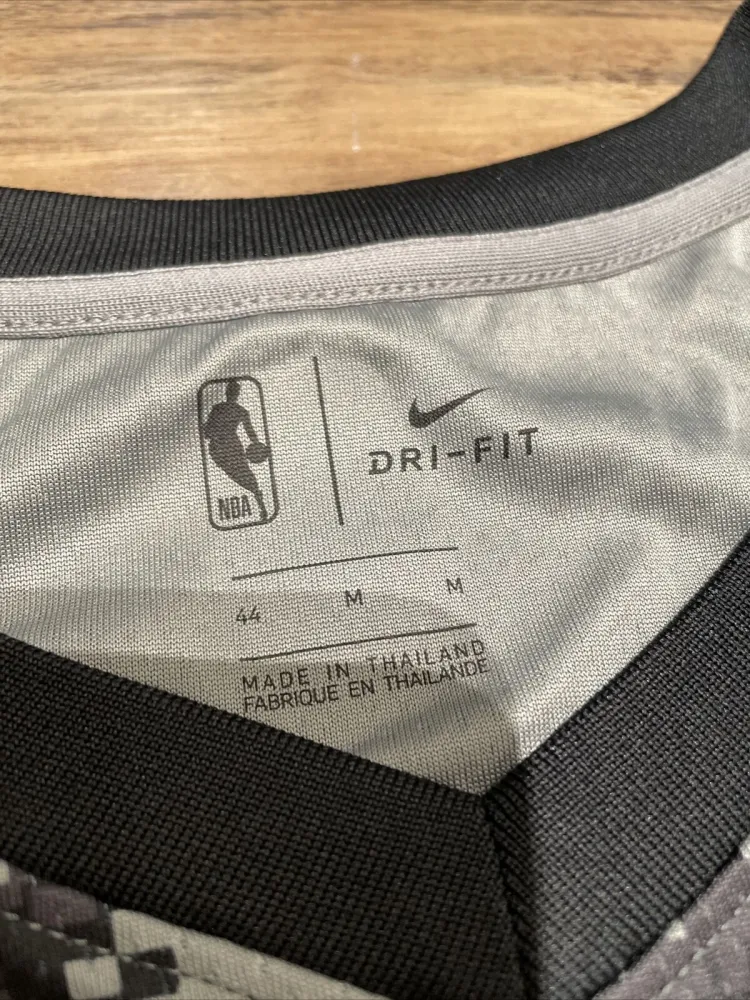 NBA
DRI-FIT
44 M M
MADE IN THAILAND
FABRIQUE EN THAILANDE